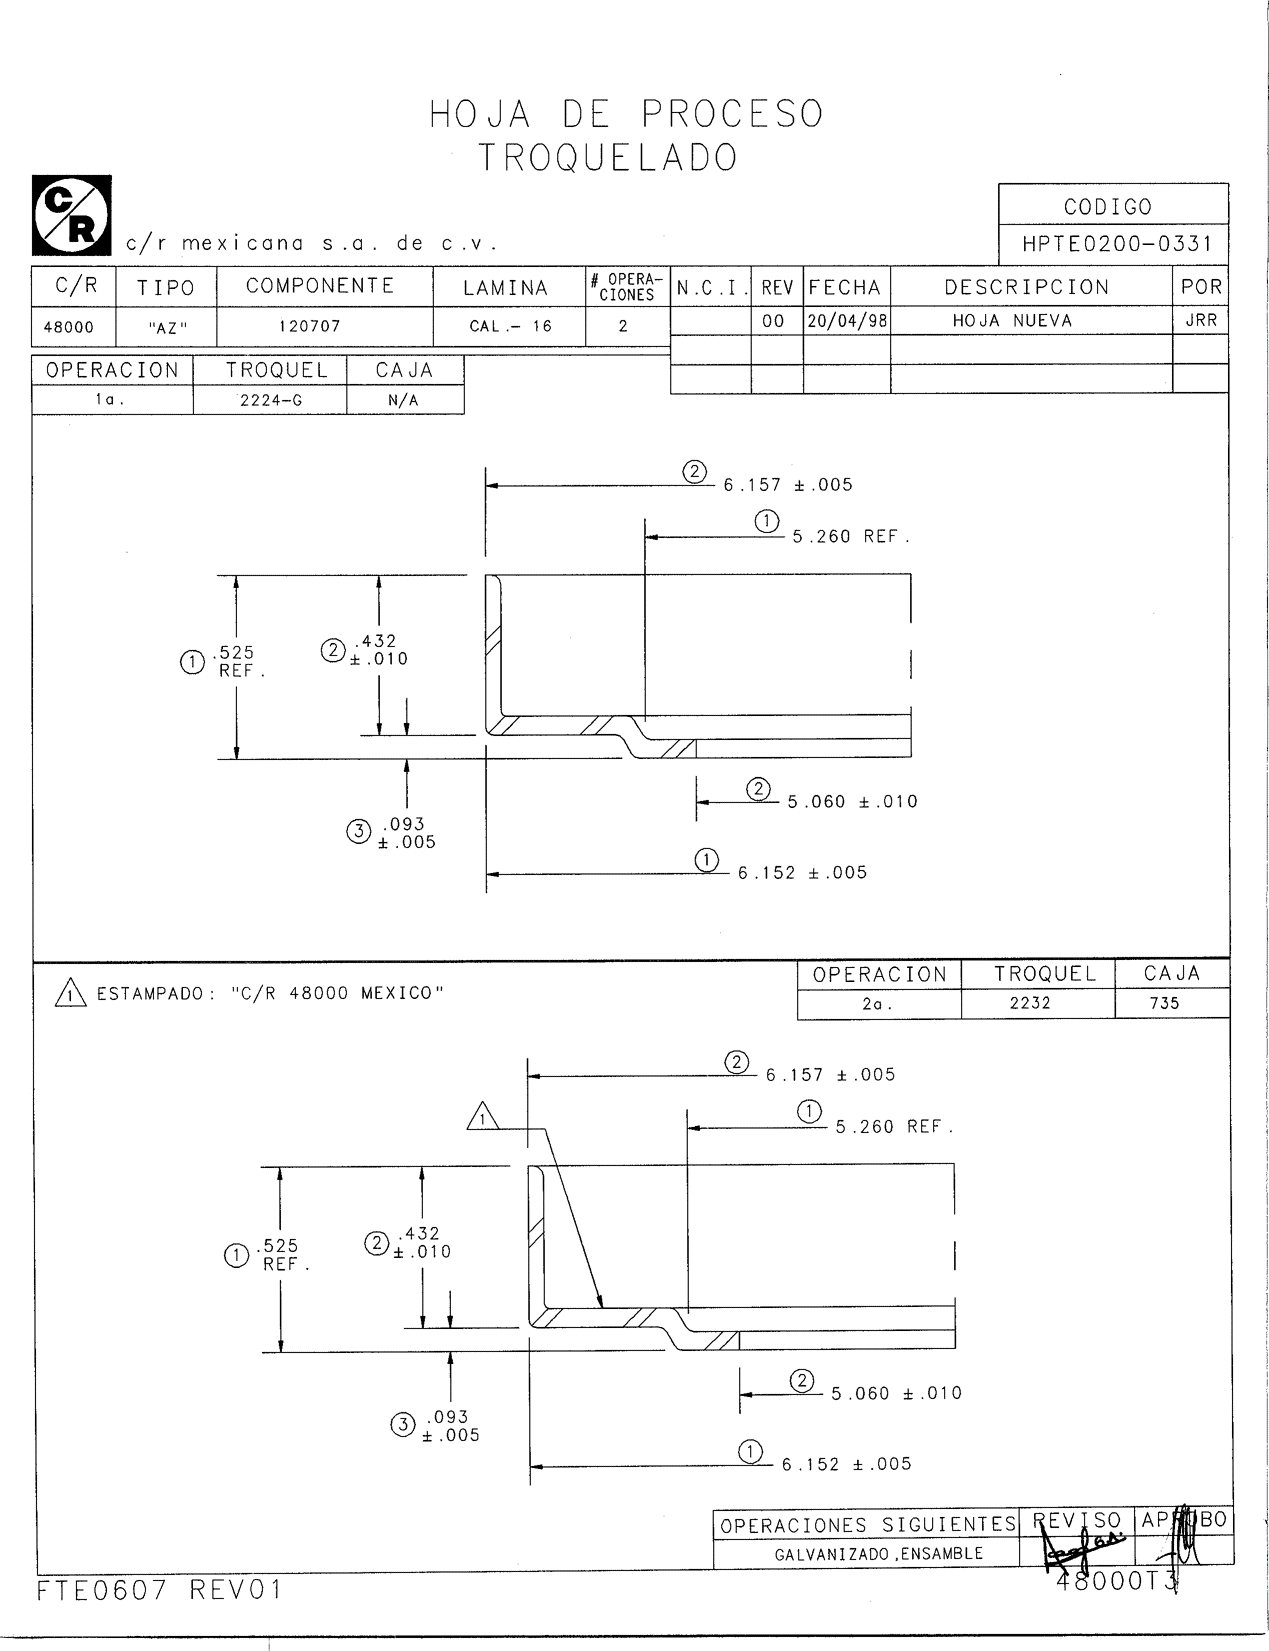 HOJA DE PROCESO
TROQUELADO
C/R
c/r mexicana s.a. de c.v.
CODIGO
HPTE0200-0331
C/R TIPO COMPONENTE LAMINA # OPERA-CIONES N.C.I. REV FECHA DESCRIPCION POR
48000 "AZ" 120707 CAL.- 16 2 00 20/04/98 HOJA NUEVA JRR
OPERACION TROQUEL CAJA
1a. 2224-G N/A
2 6.157 ±.005
1 5.260 REF.
1 .525 REF.
2 .432 ±.010
2 5.060 ±.010
3 .093 ±.005
1 6.152 ±.005
1 ESTAMPADO: "C/R 48000 MEXICO"
OPERACION TROQUEL CAJA
2a. 2232 735
2 6.157 ±.005
1
1 5.260 REF.
1 .525 REF.
2 .432 ±.010
2 5.060 ±.010
3 .093 ±.005
1 6.152 ±.005
OPERACIONES SIGUIENTES REVISO APROBO
GALVANIZADO,ENSAMBLE
FTE0607 REV01
48000T3